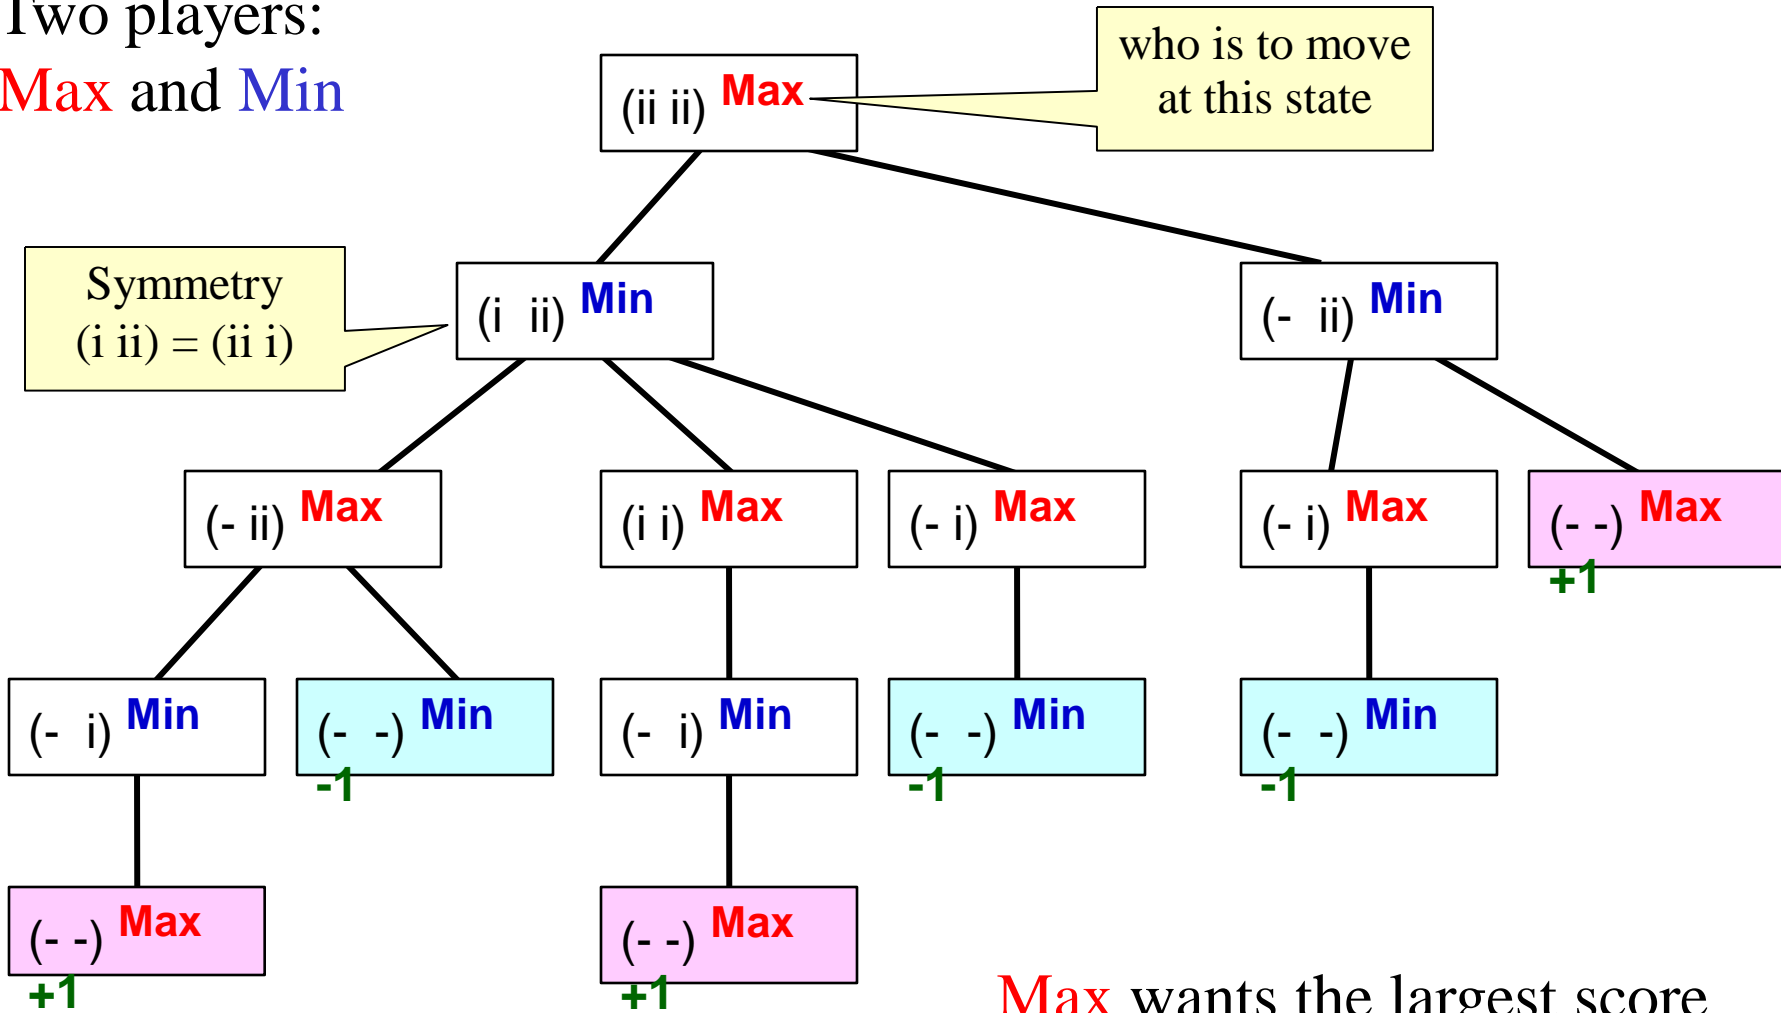 Two players:
Max and Min
who is to move
at this state
(ii ii) Max
Symmetry
(i ii) = (ii i)
(i ii) Min
(- ii) Min
(- ii) Max
(i i) Max
(- i) Max
(- i) Max
(- -) Max
+1
(- i) Min
(- -) Min
-1
(- i) Min
(- -) Min
-1
(- -) Min
-1
(- -) Max
+1
(- -) Max
+1
Max wants the largest score